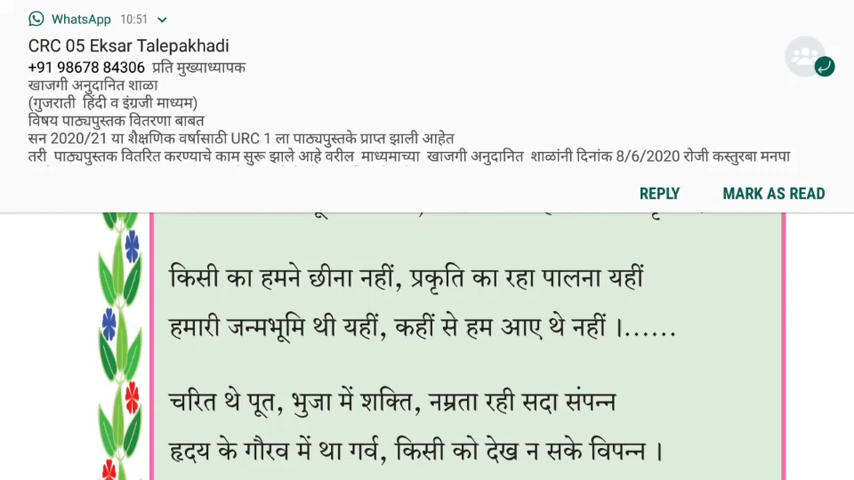 WhatsApp 10:51
CRC 05 Eksar Talepakhadi
+91 98678 84306 प्रति मुख्याध्यापक
खाजगी अनुदानित शाळा
(गुजराती हिंदी व इंग्रजी माध्यम)
विषय पाठ्यपुस्तक वितरणा बाबत
सन 2020/21 या शैक्षणिक वर्षासाठी URC 1 ला पाठ्यपुस्तके प्राप्त झाली आहेत
तरी पाठ्यपुस्तक वितरित करण्याचे काम सुरू झाले आहे वरील माध्यमाच्या खाजगी अनुदानित शाळांनी दिनांक 8/6/2020 रोजी कस्तुरबा मनपा
REPLY MARK AS READ
किसी का हमने छीना नहीं, प्रकृति का रहा पालना यहीं
हमारी जन्मभूमि थी यहीं, कहीं से हम आए थे नहीं ।......
चरित थे पूत, भुजा में शक्ति, नम्रता रही सदा संपन्न
हृदय के गौरव में था गर्व, किसी को देख न सके विपन्न ।